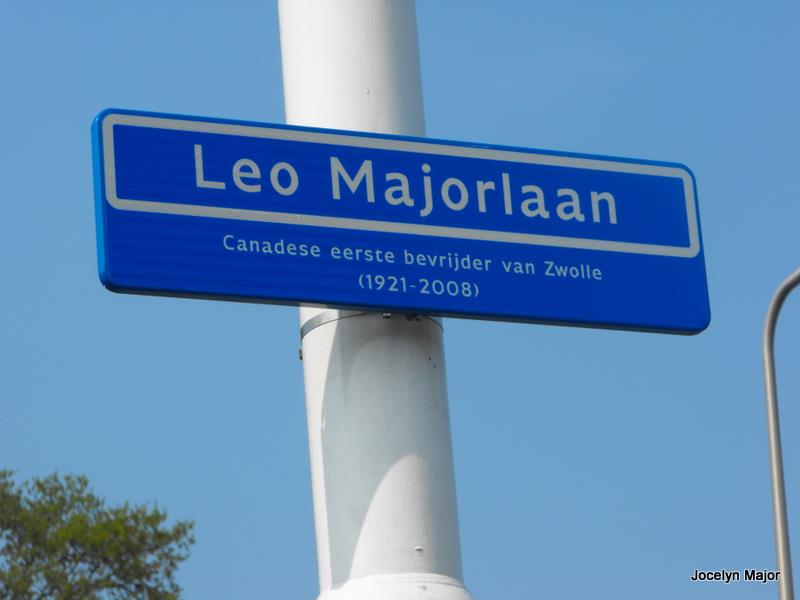 Leo Majorlaan
Canadese eerste bevrijder van Zwolle
(1921-2008)
Jocelyn Major